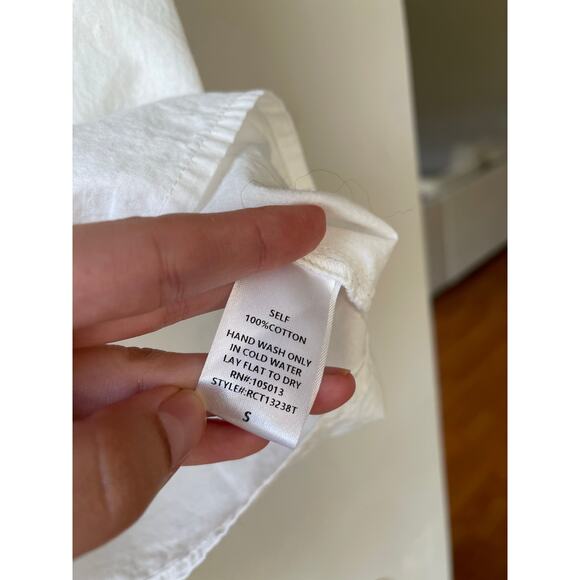 SELF
100%COTTON
HAND WASH ONLY
IN COLD WATER
LAY FLAT TO DRY
RN#:105013
STYLE#:RCT13238T
S